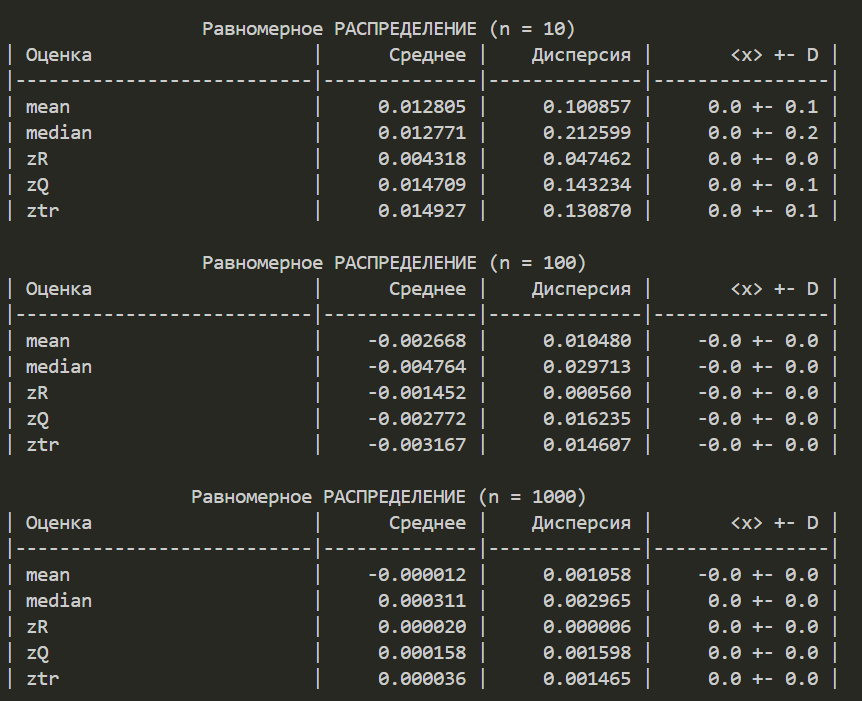 Равномерное РАСПРЕДЕЛЕНИЕ (n = 10)
| Оценка | Среднее | Дисперсия | <x> +- D |
|---------------------------|--------------|--------------|----------------|
| mean | 0.012805 | 0.100857 | 0.0 +- 0.1 |
| median | 0.012771 | 0.212599 | 0.0 +- 0.2 |
| zR | 0.004318 | 0.047462 | 0.0 +- 0.0 |
| zQ | 0.014709 | 0.143234 | 0.0 +- 0.1 |
| ztr | 0.014927 | 0.130870 | 0.0 +- 0.1 |
Равномерное РАСПРЕДЕЛЕНИЕ (n = 100)
| Оценка | Среднее | Дисперсия | <x> +- D |
|---------------------------|--------------|--------------|----------------|
| mean | -0.002668 | 0.010480 | -0.0 +- 0.0 |
| median | -0.004764 | 0.029713 | -0.0 +- 0.0 |
| zR | -0.001452 | 0.000560 | -0.0 +- 0.0 |
| zQ | -0.002772 | 0.016235 | -0.0 +- 0.0 |
| ztr | -0.003167 | 0.014607 | -0.0 +- 0.0 |
Равномерное РАСПРЕДЕЛЕНИЕ (n = 1000)
| Оценка | Среднее | Дисперсия | <x> +- D |
|---------------------------|--------------|--------------|----------------|
| mean | -0.000012 | 0.001058 | -0.0 +- 0.0 |
| median | 0.000311 | 0.002965 | 0.0 +- 0.0 |
| zR | 0.000020 | 0.000006 | 0.0 +- 0.0 |
| zQ | 0.000158 | 0.001598 | 0.0 +- 0.0 |
| ztr | 0.000036 | 0.001465 | 0.0 +- 0.0 |